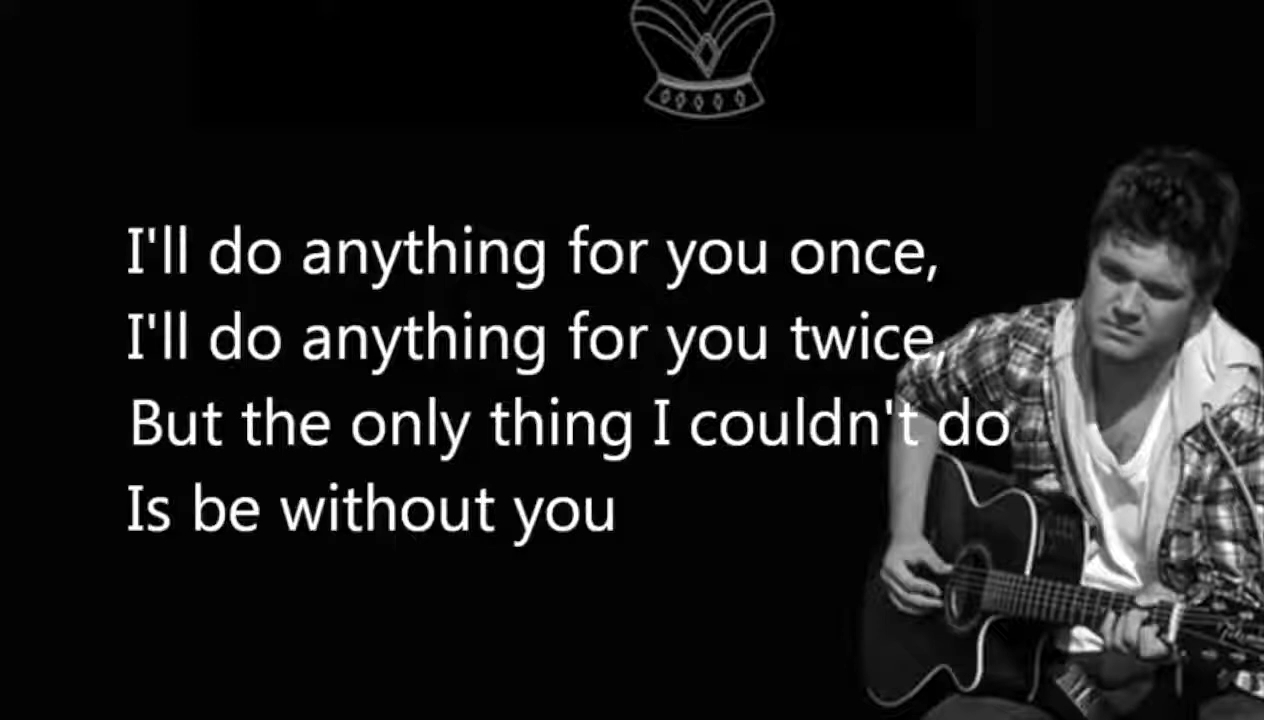 I'll do anything for you once,
I'll do anything for you twice,
But the only thing I couldn't do
Is be without you